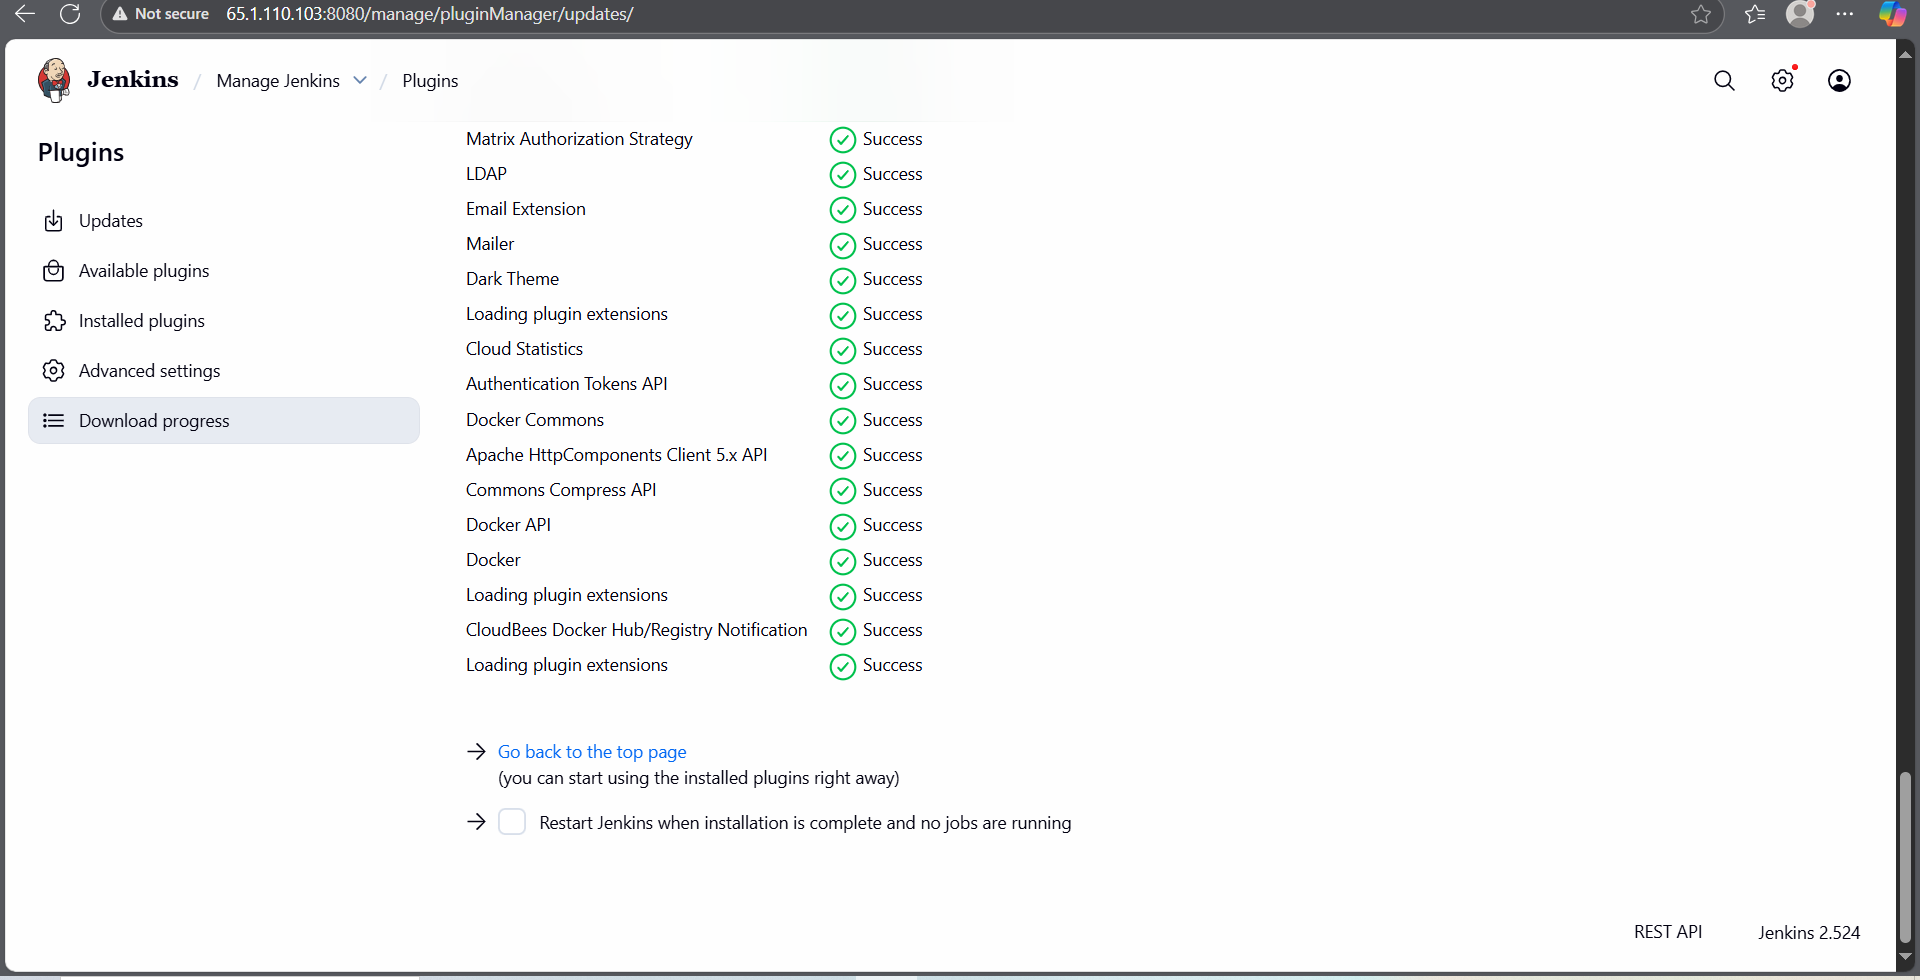 Not secure 65.1.110.103:8080/manage/pluginManager/updates/
Jenkins / Manage Jenkins / Plugins
Plugins
Updates
Available plugins
Installed plugins
Advanced settings
Download progress
Matrix Authorization Strategy Success
LDAP Success
Email Extension Success
Mailer Success
Dark Theme Success
Loading plugin extensions Success
Cloud Statistics Success
Authentication Tokens API Success
Docker Commons Success
Apache HttpComponents Client 5.x API Success
Commons Compress API Success
Docker API Success
Docker Success
Loading plugin extensions Success
CloudBees Docker Hub/Registry Notification Success
Loading plugin extensions Success
Go back to the top page
(you can start using the installed plugins right away)
Restart Jenkins when installation is complete and no jobs are running
REST API Jenkins 2.524